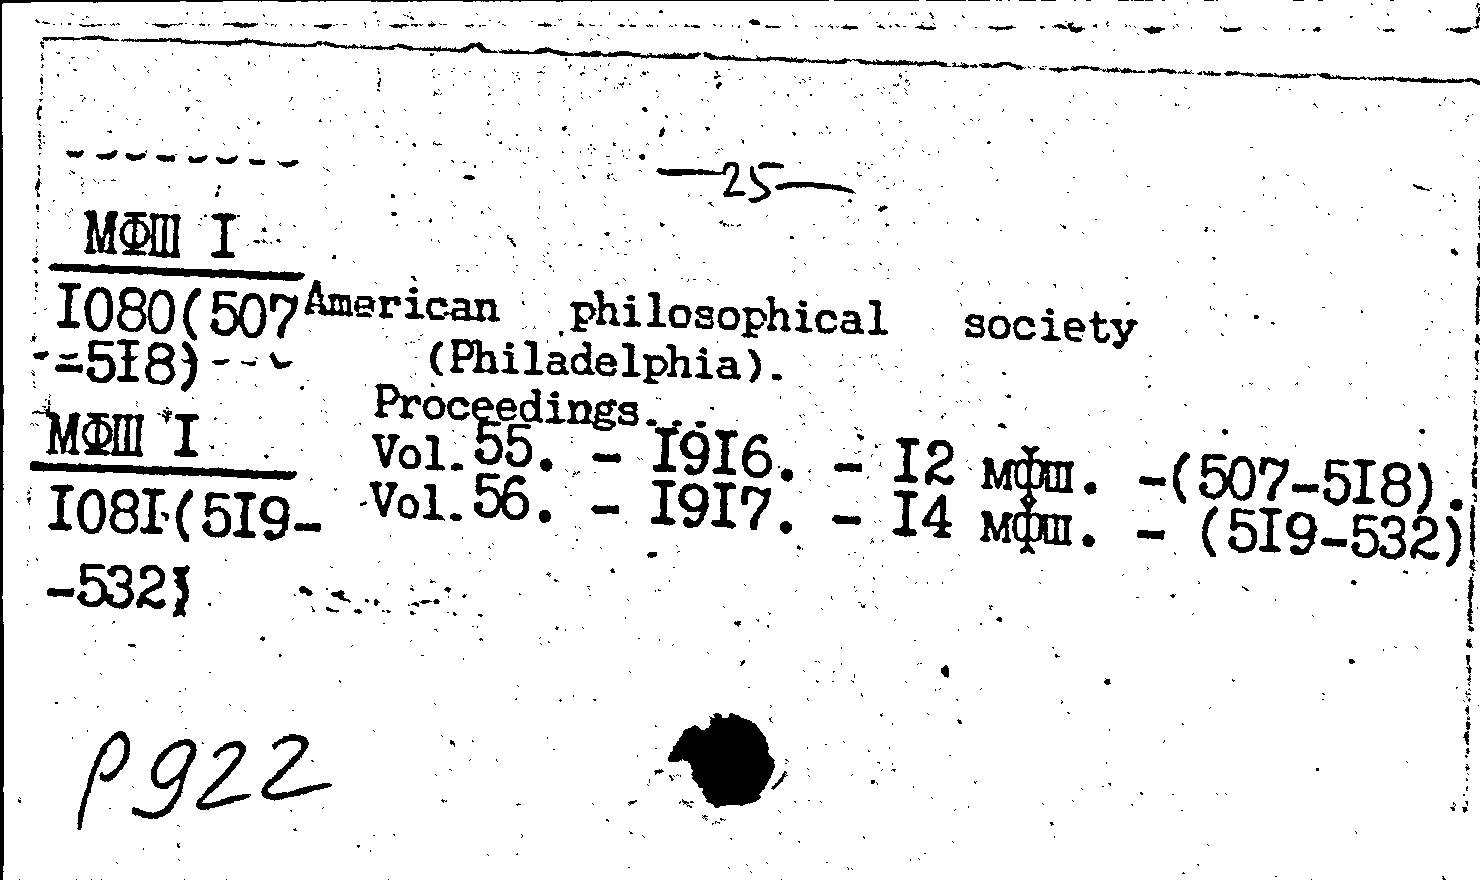 —25—
МФШ I
I080(507
-=5I8)---
МФШ I
I08I(5I9-
-532)
American philosophical society
(Philadelphia).
Proceedings...
Vol. 55. - I9I6. - I2 мфш. -(507-5I8).
Vol. 56. - I9I7. - I4 мфш. - (5I9-532)
P922